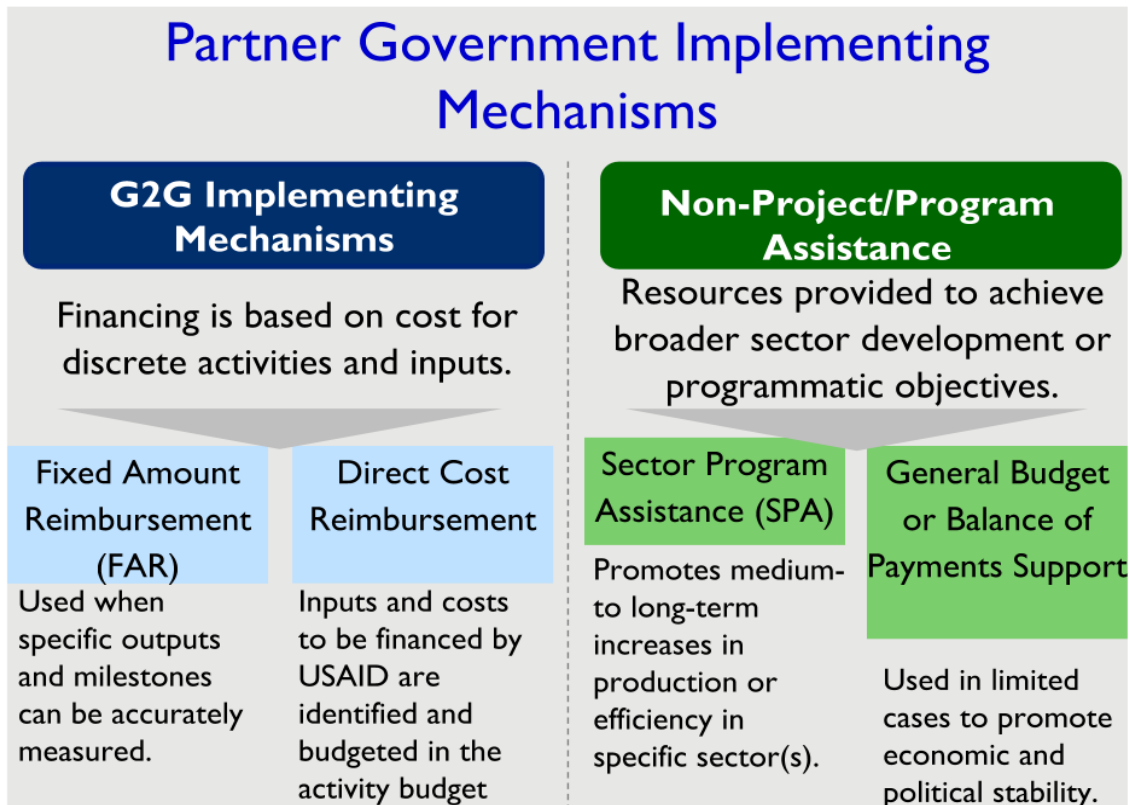 Partner Government Implementing
Mechanisms
G2G Implementing
Mechanisms
Financing is based on cost for
discrete activities and inputs.
Fixed Amount
Reimbursement
(FAR)
Used when
specific outputs
and milestones
can be accurately
measured.
Direct Cost
Reimbursement
Inputs and costs
to be financed by
USAID are
identified and
budgeted in the
activity budget
Non-Project/Program
Assistance
Resources provided to achieve
broader sector development or
programmatic objectives.
Sector Program
Assistance (SPA)
Promotes medium-
to long-term
increases in
production or
efficiency in
specific sector(s).
General Budget
or Balance of
Payments Support
Used in limited
cases to promote
economic and
political stability.